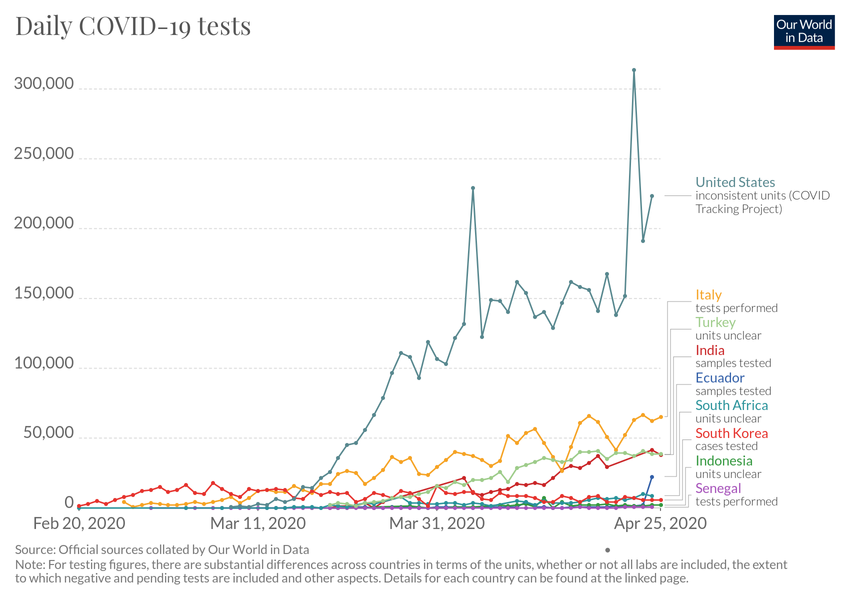 Daily COVID-19 tests
Our World
in Data
300,000
250,000
200,000
150,000
100,000
50,000
0
United States
inconsistent units (COVID
Tracking Project)
Italy
tests performed
Turkey
units unclear
India
samples tested
Ecuador
samples tested
South Africa
units unclear
South Korea
cases tested
Indonesia
units unclear
Senegal
tests performed
Feb 20, 2020
Mar 11, 2020
Mar 31, 2020
Apr 25, 2020
Source: Official sources collated by Our World in Data
Note: For testing figures, there are substantial differences across countries in terms of the units, whether or not all labs are included, the extent
to which negative and pending tests are included and other aspects. Details for each country can be found at the linked page.